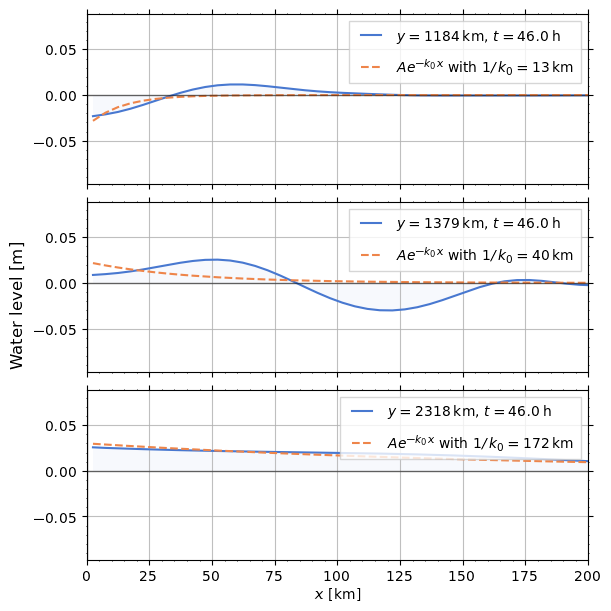 0.05
0.00
−0.05
y = 1184 km, t = 46.0 h
Ae^{−k₀x} with 1/k₀ = 13 km
0.05
0.00
−0.05
y = 1379 km, t = 46.0 h
Ae^{−k₀x} with 1/k₀ = 40 km
Water level [m]
0.05
0.00
−0.05
y = 2318 km, t = 46.0 h
Ae^{−k₀x} with 1/k₀ = 172 km
0 25 50 75 100 125 150 175 200
x [km]